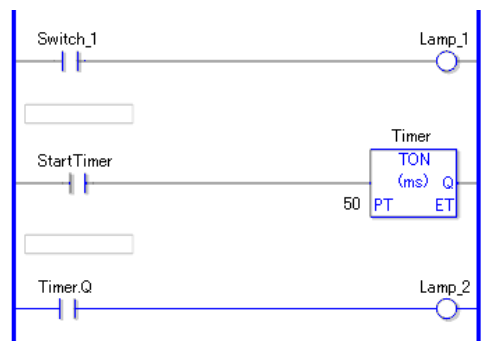 Switch_1 Lamp_1
Timer
StartTimer TON
(ms) Q
50 PT ET
Timer.Q Lamp_2